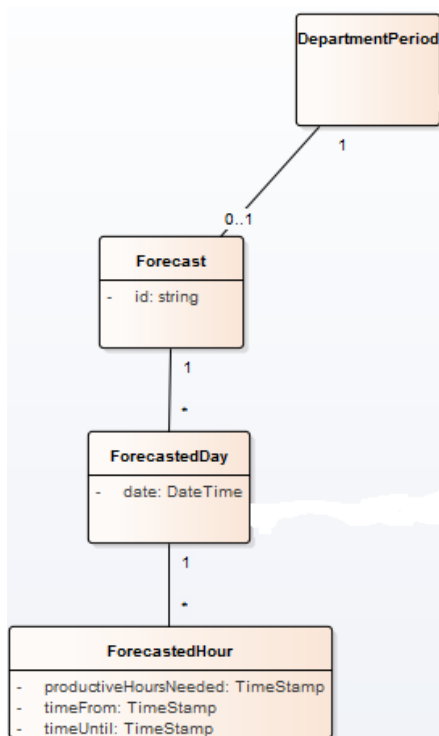 DepartmentPeriod
1
0..1
Forecast
- id: string
1
*
ForecastedDay
- date: DateTime
1
*
ForecastedHour
- productiveHoursNeeded: TimeStamp
- timeFrom: TimeStamp
- timeUntil: TimeStamp